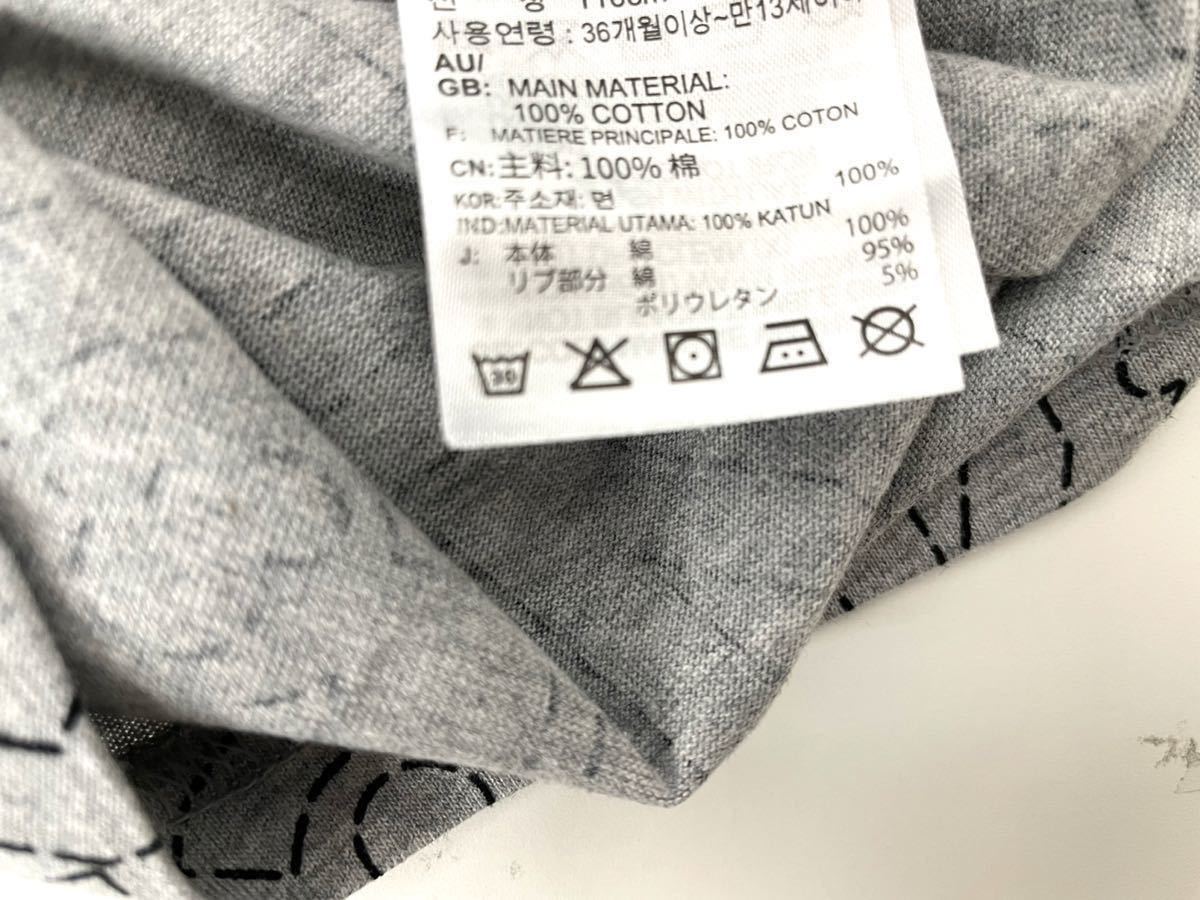 사용연령 : 36개월이상~만13세이하
AU/
GB: MAIN MATERIAL:
100% COTTON
F: MATIERE PRINCIPALE: 100% COTON
CN: 主料: 100% 棉
KOR: 주소재: 면 100%
IND: MATERIAL UTAMA: 100% KATUN
J: 本体 綿 100%
リブ部分 綿 95%
ポリウレタン 5%
30